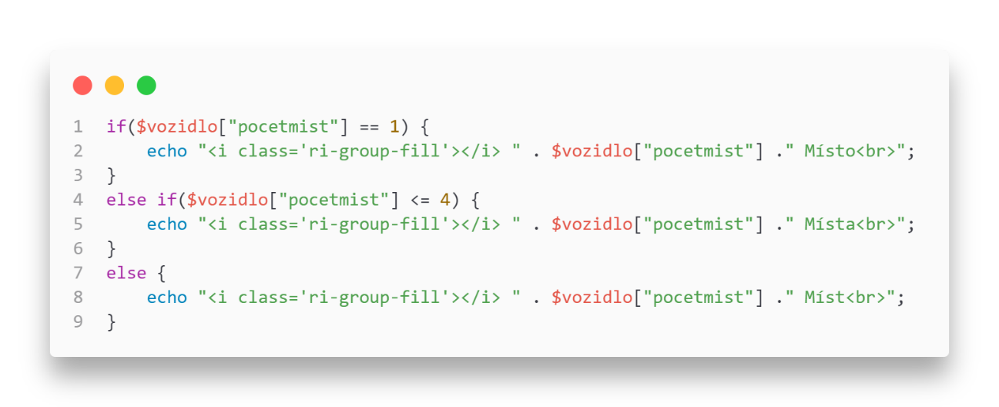 1 if($vozidlo["pocetmist"] == 1) {
2     echo "<i class='ri-group-fill'></i> " . $vozidlo["pocetmist"] ." Místo<br>";
3 }
4 else if($vozidlo["pocetmist"] <= 4) {
5     echo "<i class='ri-group-fill'></i> " . $vozidlo["pocetmist"] ." Místa<br>";
6 }
7 else {
8     echo "<i class='ri-group-fill'></i> " . $vozidlo["pocetmist"] ." Míst<br>";
9 }